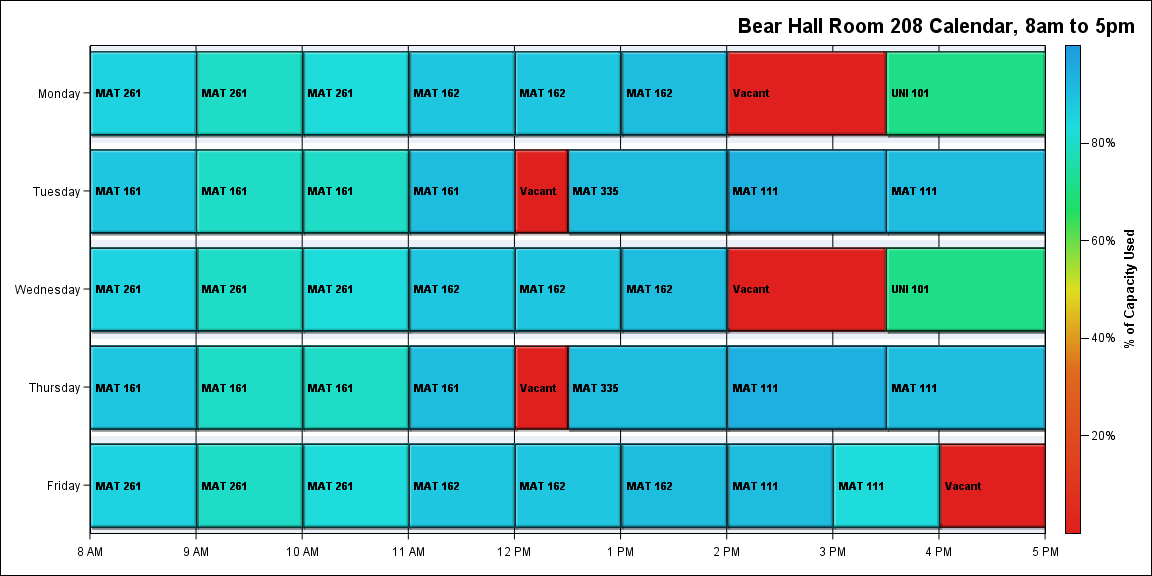 Bear Hall Room 208 Calendar, 8am to 5pm
Monday
MAT 261 MAT 261 MAT 261 MAT 162 MAT 162 MAT 162 Vacant UNI 101
Tuesday
MAT 161 MAT 161 MAT 161 MAT 161 Vacant MAT 335 MAT 111 MAT 111
Wednesday
MAT 261 MAT 261 MAT 261 MAT 162 MAT 162 MAT 162 Vacant UNI 101
Thursday
MAT 161 MAT 161 MAT 161 MAT 161 Vacant MAT 335 MAT 111 MAT 111
Friday
MAT 261 MAT 261 MAT 261 MAT 162 MAT 162 MAT 162 MAT 111 MAT 111 Vacant
8 AM 9 AM 10 AM 11 AM 12 PM 1 PM 2 PM 3 PM 4 PM 5 PM
80%
60%
40%
20%
% of Capacity Used